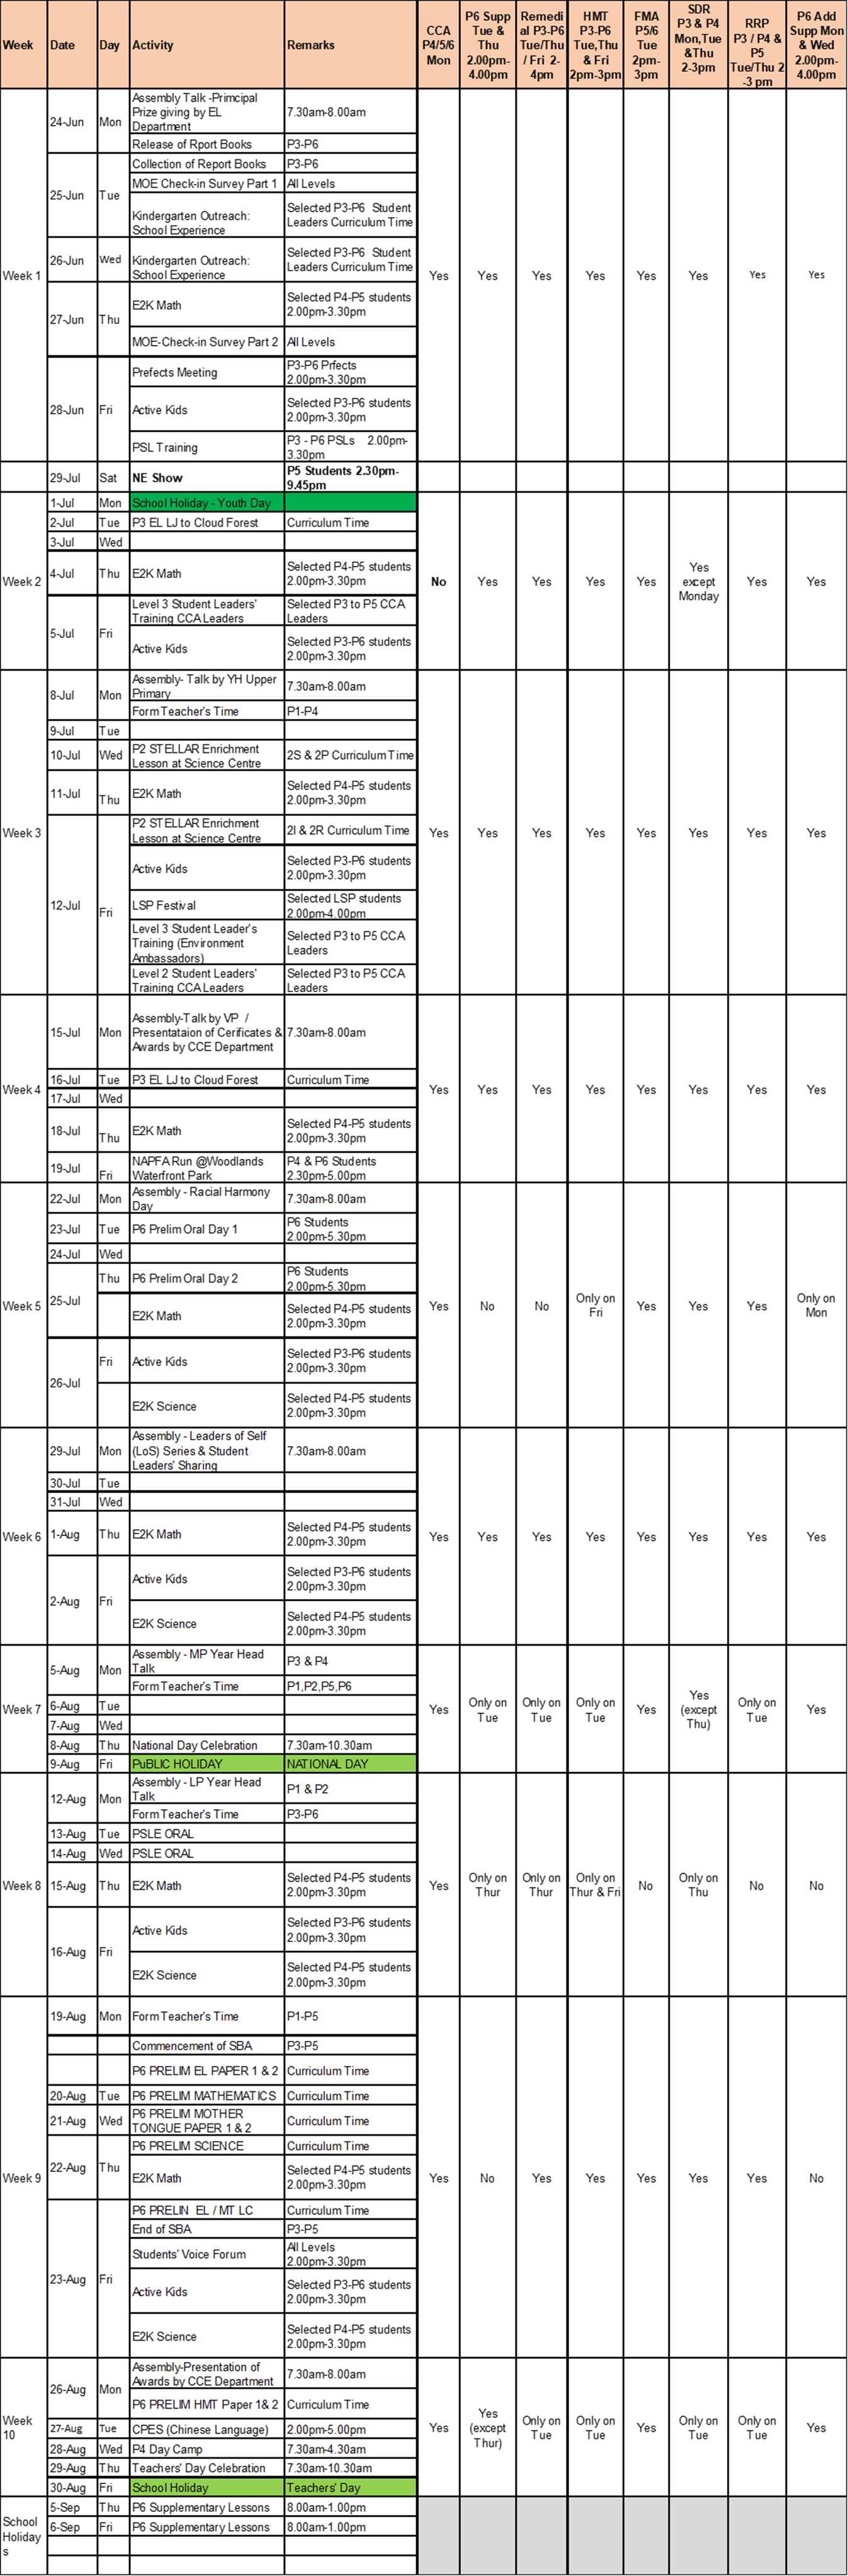 Week
Date
Day
Activity
Remarks
CCA
P4/5/6
Mon
P6 Supp
Tue &
Thu
2.00pm-
4.00pm
Remedi
al P3-P6
Tue/Thu
/ Fri 2-
4pm
HMT
P3-P6
Tue,Thu
& Fri
2pm-3pm
FMA
P5/6
Tue
2pm-
3pm
SDR
P3 & P4
Mon,Tue
&Thu
2-3pm
RRP
P3 / P4 &
P5
Tue/Thu 2
-3 pm
P6 Add
Supp Mon
& Wed
2.00pm-
4.00pm
Week 1
24-Jun
Mon
Assembly Talk -Principal
Prize giving by EL
Department
7.30am-8.00am
Release of Rport Books
P3-P6
25-Jun
Tue
Collection of Report Books
P3-P6
MOE Check-in Survey Part 1
All Levels
Kindergarten Outreach:
School Experience
Selected P3-P6 Student
Leaders Curriculum Time
26-Jun
Wed
Kindergarten Outreach:
School Experience
Selected P3-P6 Student
Leaders Curriculum Time
27-Jun
Thu
E2K Math
Selected P4-P5 students
2.00pm-3.30pm
MOE-Check-in Survey Part 2
All Levels
28-Jun
Fri
Prefects Meeting
P3-P6 Prfects
2.00pm-3.30pm
Active Kids
Selected P3-P6 students
2.00pm-3.30pm
PSL Training
P3 - P6 PSLs 2.00pm-
3.30pm
Yes
Yes
Yes
Yes
Yes
Yes
Yes
Yes
29-Jul
Sat
NE Show
P5 Students 2.30pm-
9.45pm
Week 2
1-Jul
Mon
School Holiday - Youth Day
2-Jul
Tue
P3 EL LJ to Cloud Forest
Curriculum Time
3-Jul
Wed
4-Jul
Thu
E2K Math
Selected P4-P5 students
2.00pm-3.30pm
5-Jul
Fri
Level 3 Student Leaders'
Training CCA Leaders
Selected P3 to P5 CCA
Leaders
Active Kids
Selected P3-P6 students
2.00pm-3.30pm
No
Yes
Yes
Yes
Yes
Yes
except
Monday
Yes
Yes
Week 3
8-Jul
Mon
Assembly- Talk by YH Upper
Primary
7.30am-8.00am
Form Teacher's Time
P1-P4
9-Jul
Tue
10-Jul
Wed
P2 STELLAR Enrichment
Lesson at Science Centre
2S & 2P Curriculum Time
11-Jul
Thu
E2K Math
Selected P4-P5 students
2.00pm-3.30pm
12-Jul
Fri
P2 STELLAR Enrichment
Lesson at Science Centre
2I & 2R Curriculum Time
Active Kids
Selected P3-P6 students
2.00pm-3.30pm
LSP Festival
Selected LSP students
2.00pm-4.00pm
Level 3 Student Leader's
Training (Environment
Ambassadors)
Selected P3 to P5 CCA
Leaders
Level 2 Student Leaders'
Training CCA Leaders
Selected P3 to P5 CCA
Leaders
Yes
Yes
Yes
Yes
Yes
Yes
Yes
Yes
Week 4
15-Jul
Mon
Assembly-Talk by VP /
Presentataion of Cerificates &
Awards by CCE Department
7.30am-8.00am
16-Jul
Tue
P3 EL LJ to Cloud Forest
Curriculum Time
17-Jul
Wed
18-Jul
Thu
E2K Math
Selected P4-P5 students
2.00pm-3.30pm
19-Jul
Fri
NAPFA Run @Woodlands
Waterfront Park
P4 & P6 Students
2.30pm-5.00pm
Yes
Yes
Yes
Yes
Yes
Yes
Yes
Yes
Week 5
22-Jul
Mon
Assembly - Racial Harmony
Day
7.30am-8.00am
23-Jul
Tue
P6 Prelim Oral Day 1
P6 Students
2.00pm-5.30pm
24-Jul
Wed
25-Jul
Thu
P6 Prelim Oral Day 2
P6 Students
2.00pm-5.30pm
E2K Math
Selected P4-P5 students
2.00pm-3.30pm
26-Jul
Fri
Active Kids
Selected P3-P6 students
2.00pm-3.30pm
E2K Science
Selected P4-P5 students
2.00pm-3.30pm
Yes
No
No
Only on
Fri
Yes
Yes
Yes
Only on
Mon
Week 6
29-Jul
Mon
Assembly - Leaders of Self
(LoS) Series & Student
Leaders' Sharing
7.30am-8.00am
30-Jul
Tue
31-Jul
Wed
1-Aug
Thu
E2K Math
Selected P4-P5 students
2.00pm-3.30pm
2-Aug
Fri
Active Kids
Selected P3-P6 students
2.00pm-3.30pm
E2K Science
Selected P4-P5 students
2.00pm-3.30pm
Yes
Yes
Yes
Yes
Yes
Yes
Yes
Yes
Week 7
5-Aug
Mon
Assembly - MP Year Head
Talk
P3 & P4
Form Teacher's Time
P1,P2,P5,P6
6-Aug
Tue
7-Aug
Wed
8-Aug
Thu
National Day Celebration
7.30am-10.30am
9-Aug
Fri
PuBLIC HOLIDAY
NATIONAL DAY
Yes
Only on
Tue
Only on
Tue
Only on
Tue
Yes
Yes
(except
Thu)
Only on
Tue
Yes
Week 8
12-Aug
Mon
Assembly - LP Year Head
Talk
P1 & P2
Form Teacher's Time
P3-P6
13-Aug
Tue
PSLE ORAL
14-Aug
Wed
PSLE ORAL
15-Aug
Thu
E2K Math
Selected P4-P5 students
2.00pm-3.30pm
16-Aug
Fri
Active Kids
Selected P3-P6 students
2.00pm-3.30pm
E2K Science
Selected P4-P5 students
2.00pm-3.30pm
Yes
Only on
Thur
Only on
Thur
Only on
Thur & Fri
No
Only on
Thu
No
No
Week 9
19-Aug
Mon
Form Teacher's Time
P1-P5
Commencement of SBA
P3-P5
P6 PRELIM EL PAPER 1 & 2
Curriculum Time
20-Aug
Tue
P6 PRELIM MATHEMATICS
Curriculum Time
21-Aug
Wed
P6 PRELIM MOTHER
TONGUE PAPER 1 & 2
Curriculum Time
22-Aug
Thu
P6 PRELIM SCIENCE
Curriculum Time
E2K Math
Selected P4-P5 students
2.00pm-3.30pm
23-Aug
Fri
P6 PRELIN EL / MT LC
Curriculum Time
End of SBA
P3-P5
Students' Voice Forum
All Levels
2.00pm-3.30pm
Active Kids
Selected P3-P6 students
2.00pm-3.30pm
E2K Science
Selected P4-P5 students
2.00pm-3.30pm
Yes
No
Yes
Yes
Yes
Yes
Yes
No
Week
10
26-Aug
Mon
Assembly-Presentation of
Awards by CCE Department
7.30am-8.00am
P6 PRELIM HMT Paper 1& 2
Curriculum Time
27-Aug
Tue
CPES (Chinese Language)
2.00pm-5.00pm
28-Aug
Wed
P4 Day Camp
7.30am-4.30am
29-Aug
Thu
Teachers' Day Celebration
7.30am-10.30am
30-Aug
Fri
School Holiday
Teachers' Day
Yes
Yes
(except
Thur)
Only on
Tue
Only on
Tue
Yes
Only on
Tue
Only on
Tue
Yes
School
Holiday
s
5-Sep
Thu
P6 Supplementary Lessons
8.00am-1.00pm
6-Sep
Fri
P6 Supplementary Lessons
8.00am-1.00pm